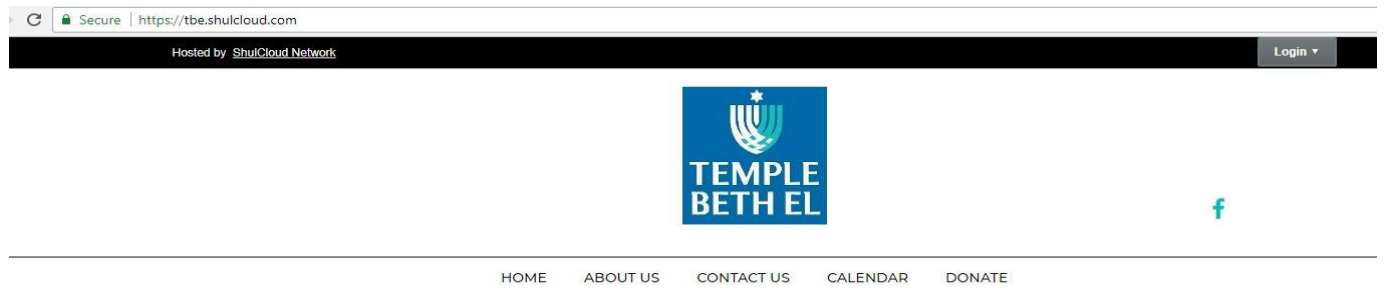 Secure | https://tbe.shulcloud.com
Hosted by ShulCloud Network
Login
TEMPLE
BETH EL
f
HOME ABOUT US CONTACT US CALENDAR DONATE